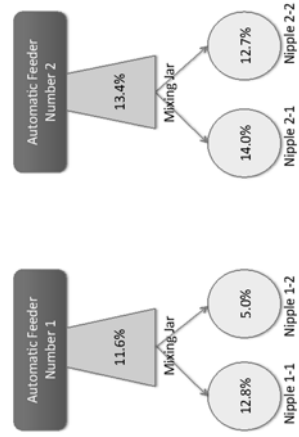 Automatic Feeder
Number 1
11.6%
Mixing Jar
12.8%
5.0%
Nipple 1-1
Nipple 1-2
Automatic Feeder
Number 2
13.4%
Mixing Jar
14.0%
12.7%
Nipple 2-1
Nipple 2-2